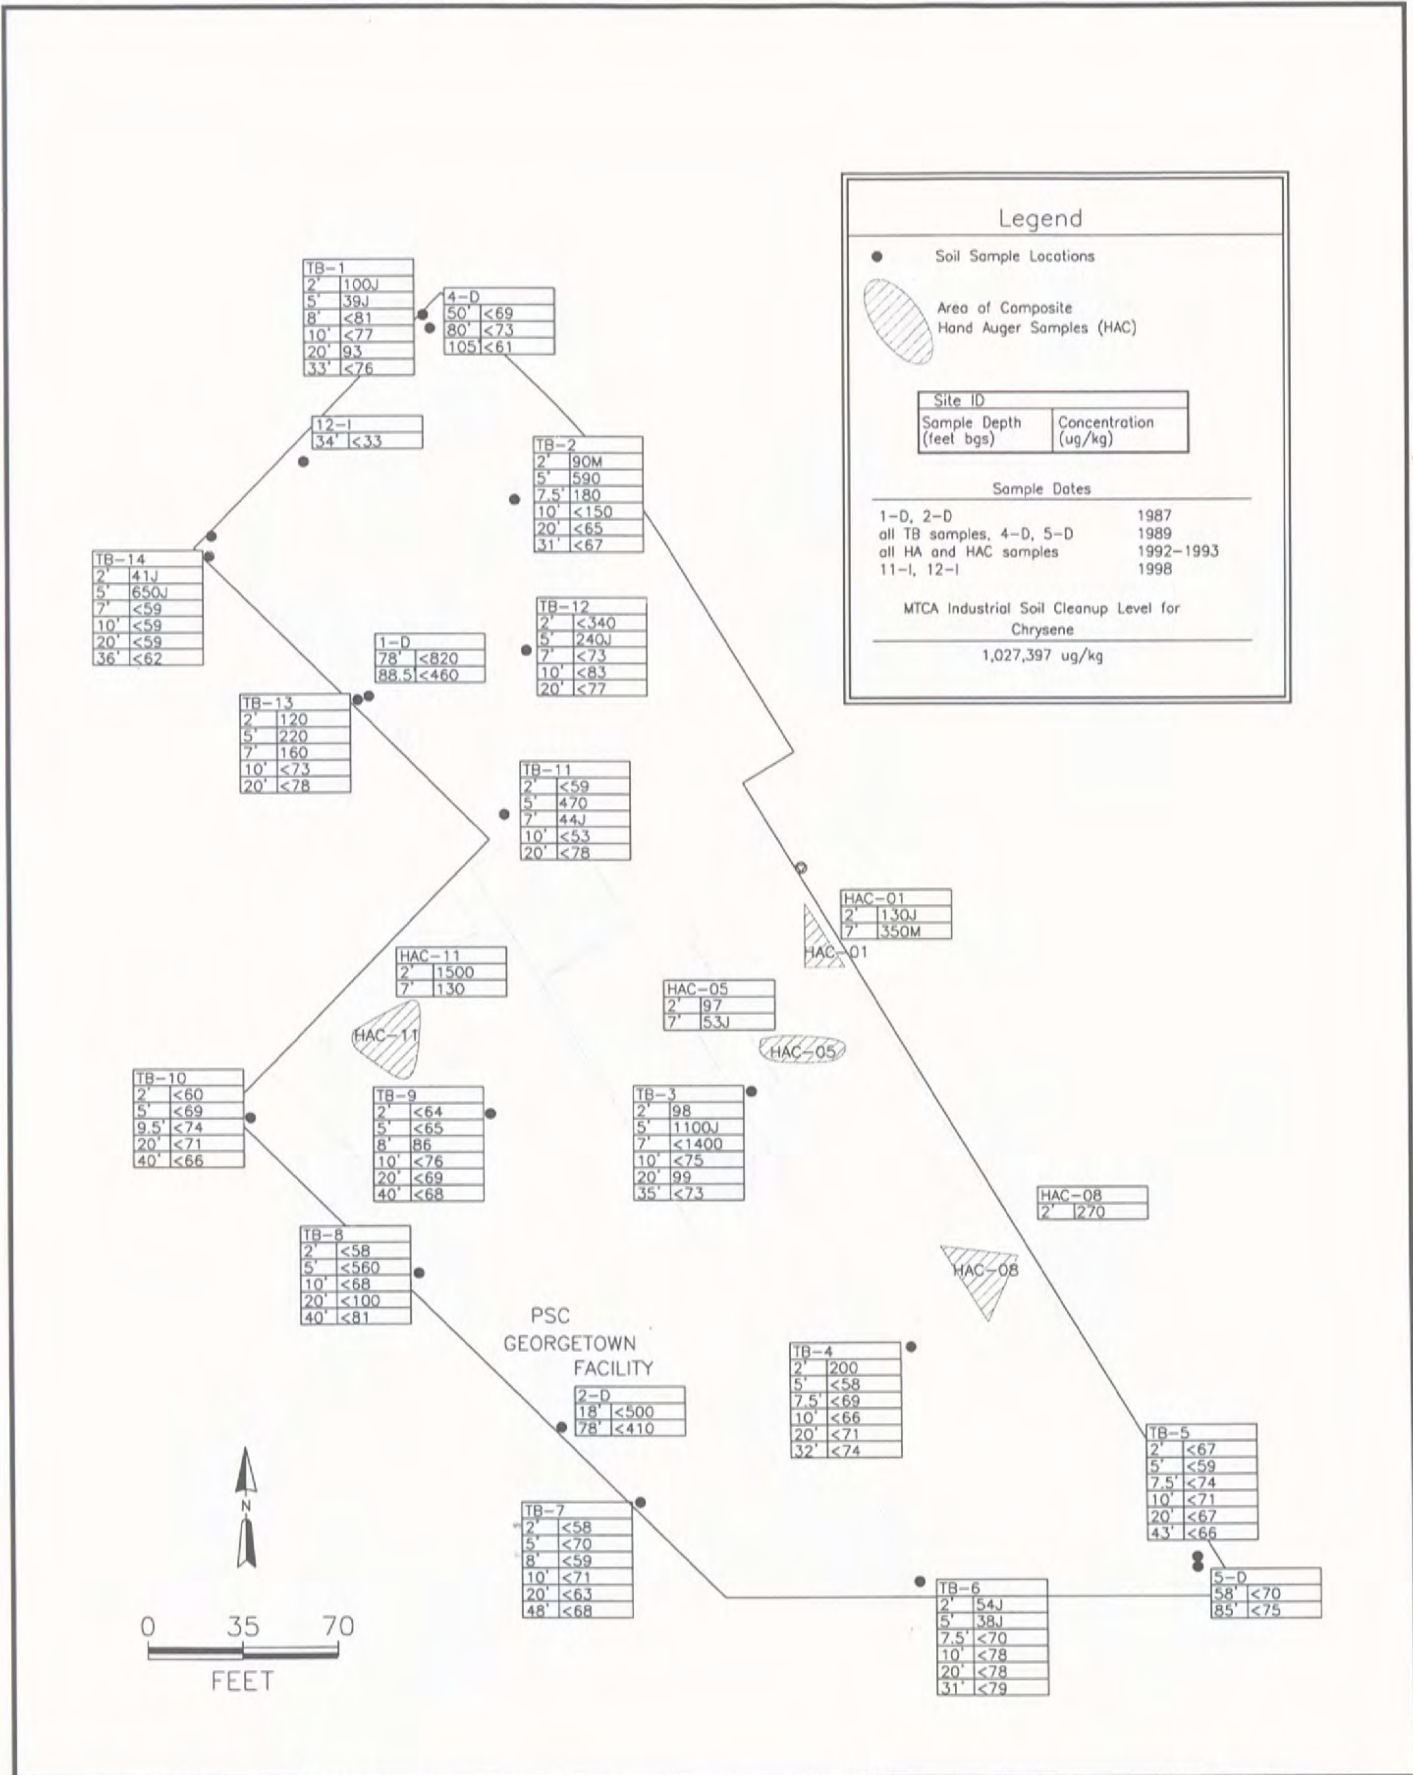 Legend
Soil Sample Locations
Area of Composite
Hand Auger Samples (HAC)
Site ID
Sample Depth
(feet bgs)
Concentration
(ug/kg)
Sample Dates
1-D, 2-D 1987
all TB samples, 4-D, 5-D 1989
all HA and HAC samples 1992-1993
11-I, 12-I 1998
MTCA Industrial Soil Cleanup Level for
Chrysene
1,027,397 ug/kg
TB-1
2' 100J
5' 39J
8' <81
10' <77
20' 93
33' <76
4-D
50' <69
80' <73
105' <61
12-I
34' <33
TB-2
2' 90M
5' 590
7.5' 180
10' <150
20' <65
31' <67
TB-14
2' 41J
5' 650J
7' <59
10' <59
20' <59
36' <62
TB-12
2' <340
5' 240J
7' <73
10' <83
20' <77
1-D
78' <820
88.5' <460
TB-13
2' 120
5' 220
7' 160
10' <73
20' <78
TB-11
2' <59
5' 470
7' 44J
10' <53
20' <78
HAC-01
2' 130J
7' 350M
HAC-01
HAC-11
2' 1500
7' 130
HAC-11
HAC-05
2' 97
7' 53J
HAC-05
TB-10
2' <60
5' <69
9.5' <74
20' <71
40' <66
TB-9
2' <64
5' <65
8' 86
10' <76
20' <69
40' <68
TB-3
2' 98
5' 1100J
7' <1400
10' <75
20' 99
35' <73
HAC-08
2' 270
HAC-08
TB-8
2' <58
5' <560
10' <68
20' <100
40' <81
PSC
GEORGETOWN
FACILITY
2-D
18' <500
78' <410
TB-4
2' 200
5' <58
7.5' <69
10' <66
20' <71
32' <74
TB-5
2' <67
5' <59
7.5' <74
10' <71
20' <67
43' <66
TB-7
2' <58
5' <70
8' <59
10' <71
20' <63
48' <68
5-D
58' <70
85' <75
TB-6
2' 54J
5' 38J
7.5' <70
10' <78
20' <78
31' <79
N
0 35 70
FEET